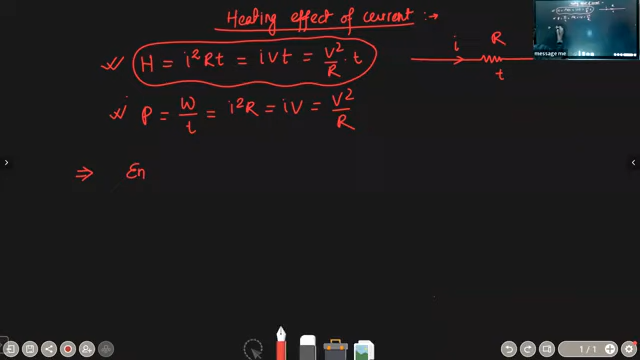 Heating effect of current :→
i R
H = i²Rt = iVt = V²/R · t
t
message me
P = W/t = i²R = iV = V²/R
⇒ En
1 / 1